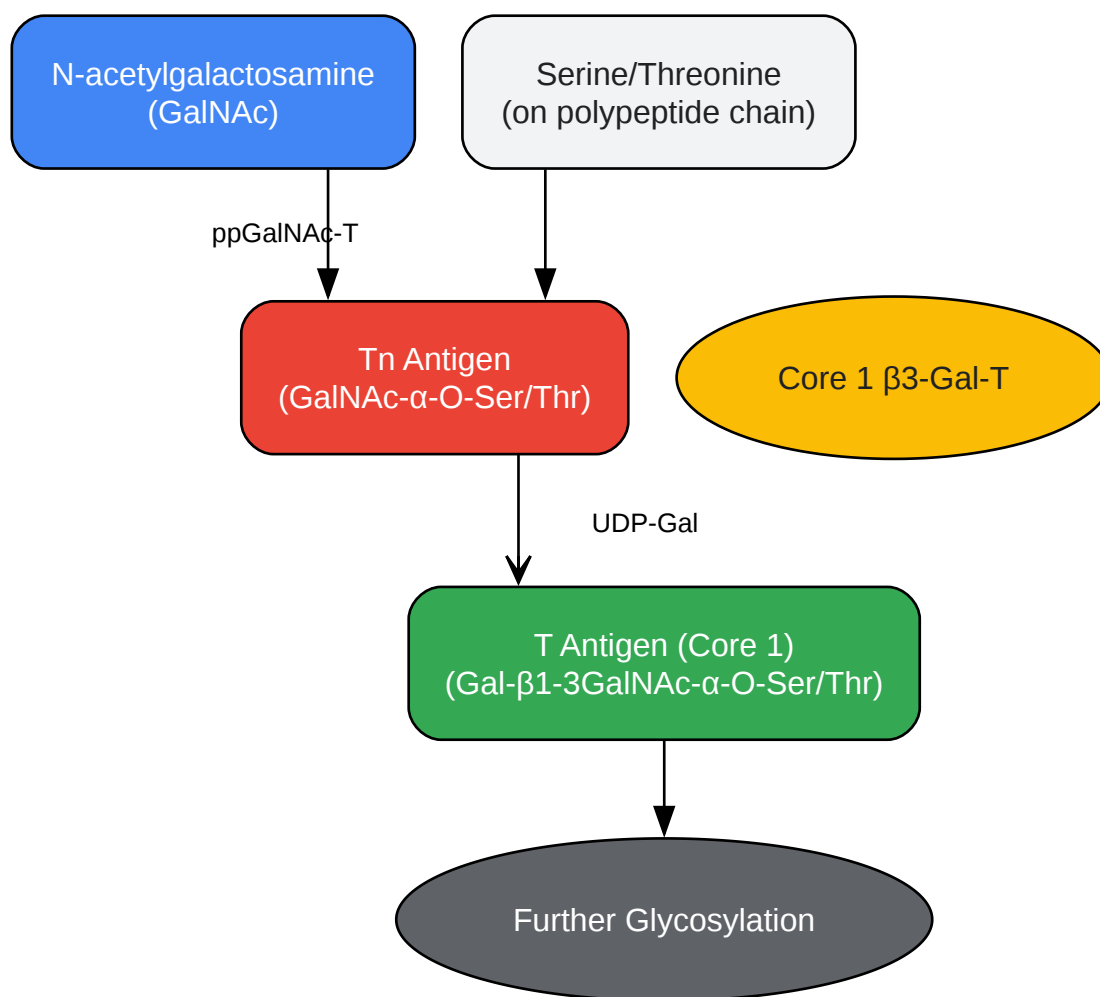 N-acetylgalactosamine
(GalNAc)
Serine/Threonine
(on polypeptide chain)
ppGalNAc-T
Tn Antigen
(GalNAc-α-O-Ser/Thr)
Core 1 β3-Gal-T
UDP-Gal
T Antigen (Core 1)
(Gal-β1-3GalNAc-α-O-Ser/Thr)
Further Glycosylation